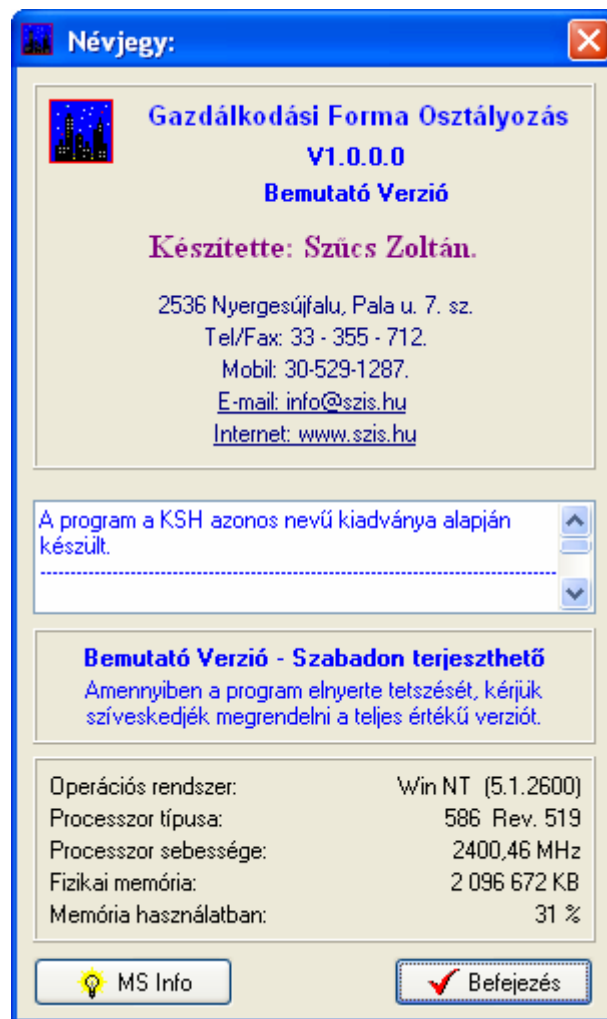 Névjegy:
Gazdálkodási Forma Osztályozás
V1.0.0.0
Bemutató Verzió
Készítette: Szűcs Zoltán.
2536 Nyergesújfalu, Pala u. 7. sz.
Tel/Fax: 33 - 355 - 712.
Mobil: 30-529-1287.
E-mail: info@szis.hu
Internet: www.szis.hu
A program a KSH azonos nevű kiadványa alapján
készült.
Bemutató Verzió - Szabadon terjeszthető
Amennyiben a program elnyerte tetszését, kérjük
szíveskedjék megrendelni a teljes értékű verziót.
Operációs rendszer: Win NT (5.1.2600)
Processzor típusa: 586 Rev. 519
Processzor sebessége: 2400,46 MHz
Fizikai memória: 2 096 672 KB
Memória használatban: 31 %
MS Info Befejezés